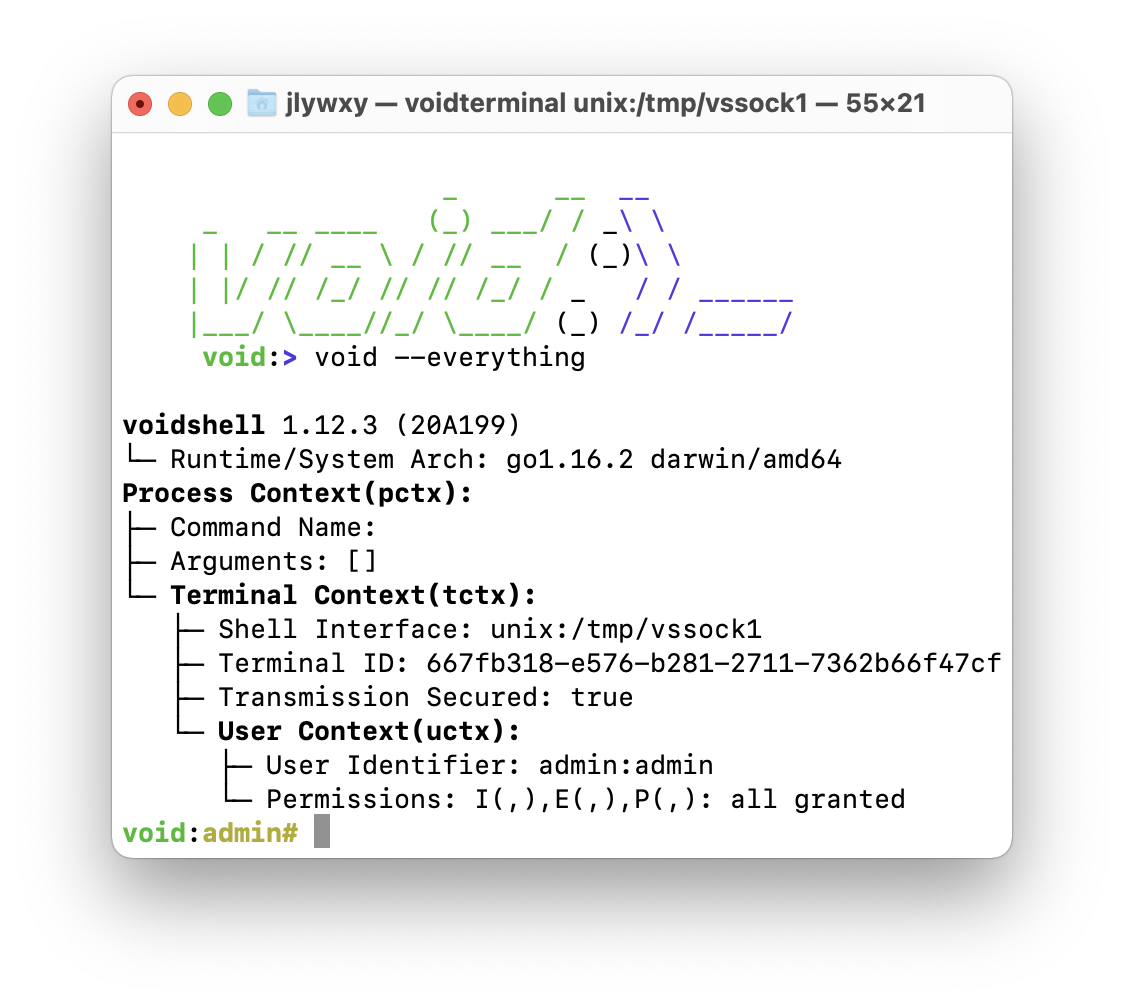 jlywxy — voidterminal unix:/tmp/vssock1 — 55×21
void:>_
void:> void --everything
voidshell 1.12.3 (20A199)
└─ Runtime/System Arch: go1.16.2 darwin/amd64
Process Context(pctx):
├─ Command Name:
├─ Arguments: []
└─ Terminal Context(tctx):
├─ Shell Interface: unix:/tmp/vssock1
├─ Terminal ID: 667fb318-e576-b281-2711-7362b66f47cf
├─ Transmission Secured: true
└─ User Context(uctx):
├─ User Identifier: admin:admin
└─ Permissions: I(,),E(,),P(,): all granted
void:admin#